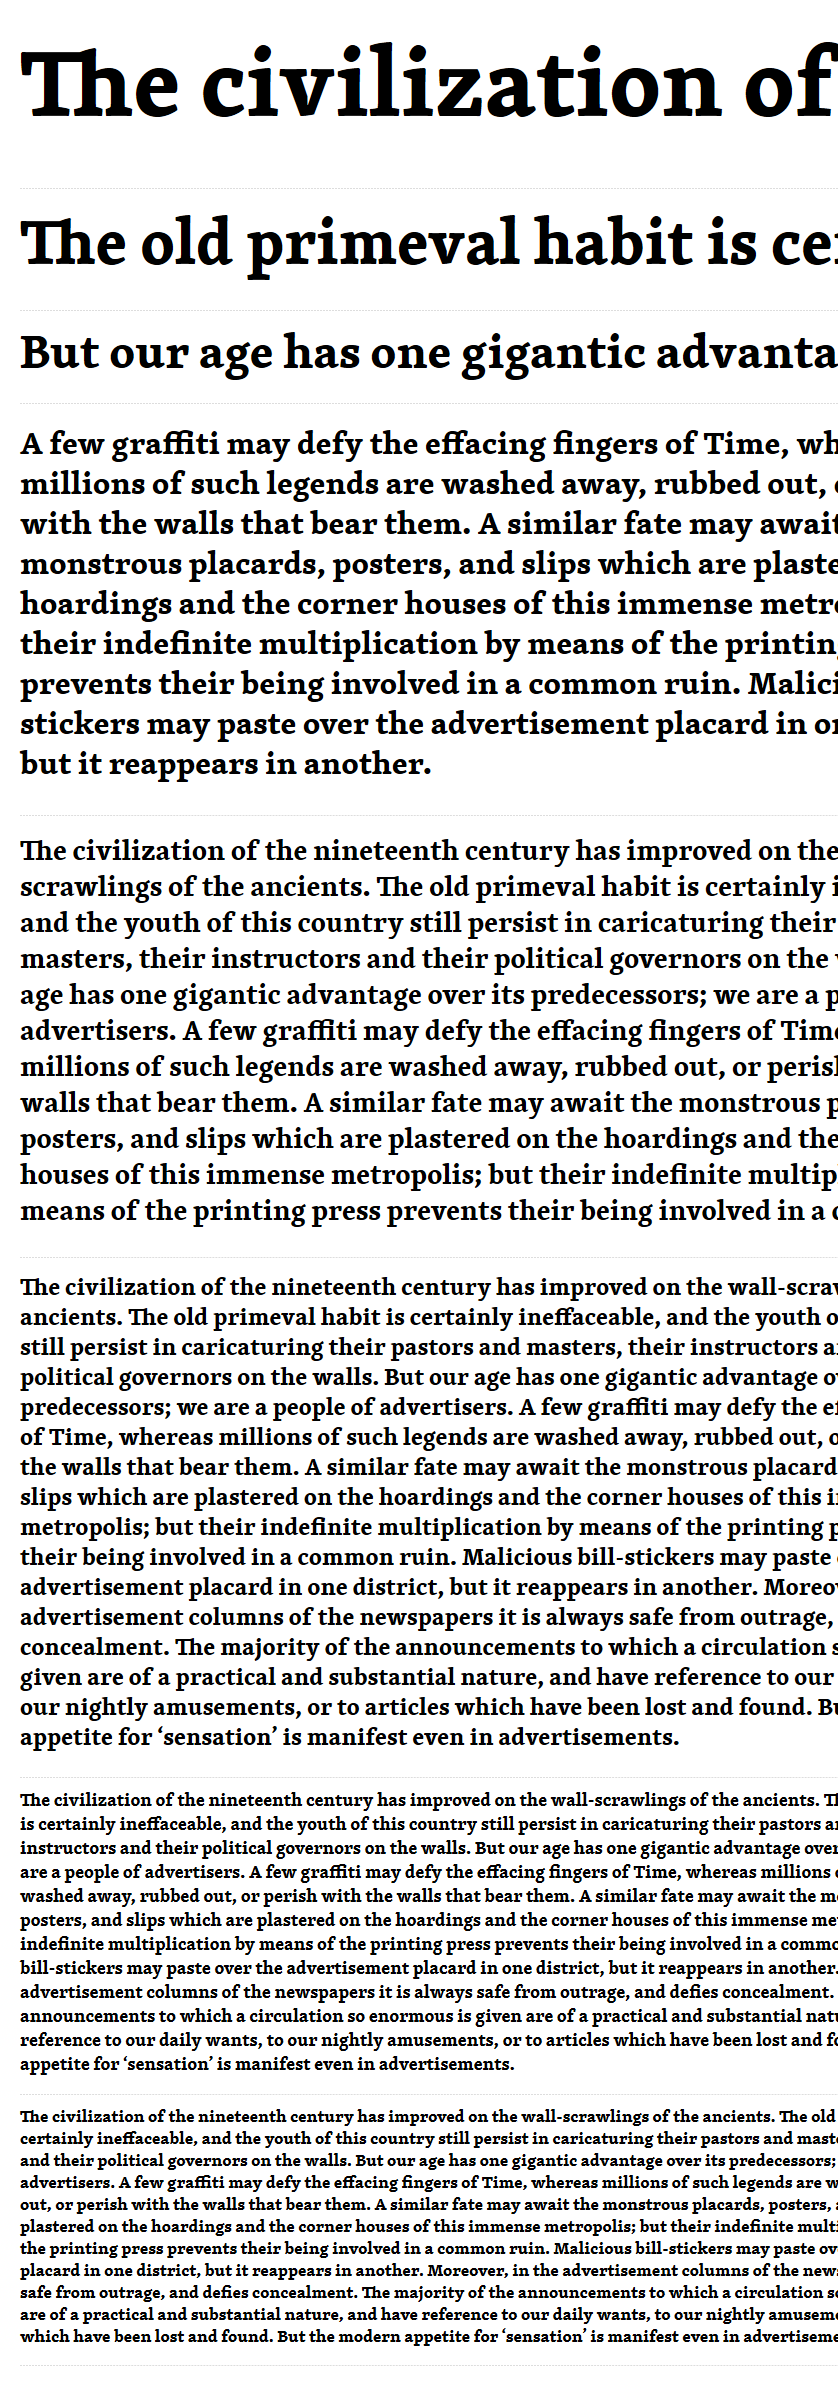 The civilization of
The old primeval habit is cer
But our age has one gigantic advanta
A few graffiti may defy the effacing fingers of Time, wh
millions of such legends are washed away, rubbed out, o
with the walls that bear them. A similar fate may await
monstrous placards, posters, and slips which are plaste
hoardings and the corner houses of this immense metro
their indefinite multiplication by means of the printing
prevents their being involved in a common ruin. Malici
stickers may paste over the advertisement placard in on
but it reappears in another.
The civilization of the nineteenth century has improved on the
scrawlings of the ancients. The old primeval habit is certainly i
and the youth of this country still persist in caricaturing their
masters, their instructors and their political governors on the w
age has one gigantic advantage over its predecessors; we are a p
advertisers. A few graffiti may defy the effacing fingers of Time
millions of such legends are washed away, rubbed out, or perish
walls that bear them. A similar fate may await the monstrous p
posters, and slips which are plastered on the hoardings and the
houses of this immense metropolis; but their indefinite multipl
means of the printing press prevents their being involved in a c
The civilization of the nineteenth century has improved on the wall-scraw
ancients. The old primeval habit is certainly ineffaceable, and the youth o
still persist in caricaturing their pastors and masters, their instructors an
political governors on the walls. But our age has one gigantic advantage ov
predecessors; we are a people of advertisers. A few graffiti may defy the ef
of Time, whereas millions of such legends are washed away, rubbed out, o
the walls that bear them. A similar fate may await the monstrous placard
slips which are plastered on the hoardings and the corner houses of this i
metropolis; but their indefinite multiplication by means of the printing p
their being involved in a common ruin. Malicious bill-stickers may paste o
advertisement placard in one district, but it reappears in another. Moreov
advertisement columns of the newspapers it is always safe from outrage,
concealment. The majority of the announcements to which a circulation s
given are of a practical and substantial nature, and have reference to our
our nightly amusements, or to articles which have been lost and found. Bu
appetite for ‘sensation’ is manifest even in advertisements.
The civilization of the nineteenth century has improved on the wall-scrawlings of the ancients. Th
is certainly ineffaceable, and the youth of this country still persist in caricaturing their pastors an
instructors and their political governors on the walls. But our age has one gigantic advantage over
are a people of advertisers. A few graffiti may defy the effacing fingers of Time, whereas millions o
washed away, rubbed out, or perish with the walls that bear them. A similar fate may await the mo
posters, and slips which are plastered on the hoardings and the corner houses of this immense met
indefinite multiplication by means of the printing press prevents their being involved in a commo
bill-stickers may paste over the advertisement placard in one district, but it reappears in another.
advertisement columns of the newspapers it is always safe from outrage, and defies concealment.
announcements to which a circulation so enormous is given are of a practical and substantial natu
reference to our daily wants, to our nightly amusements, or to articles which have been lost and fo
appetite for ‘sensation’ is manifest even in advertisements.
The civilization of the nineteenth century has improved on the wall-scrawlings of the ancients. The old
certainly ineffaceable, and the youth of this country still persist in caricaturing their pastors and maste
and their political governors on the walls. But our age has one gigantic advantage over its predecessors;
advertisers. A few graffiti may defy the effacing fingers of Time, whereas millions of such legends are w
out, or perish with the walls that bear them. A similar fate may await the monstrous placards, posters, a
plastered on the hoardings and the corner houses of this immense metropolis; but their indefinite multi
the printing press prevents their being involved in a common ruin. Malicious bill-stickers may paste ov
placard in one district, but it reappears in another. Moreover, in the advertisement columns of the news
safe from outrage, and defies concealment. The majority of the announcements to which a circulation so
are of a practical and substantial nature, and have reference to our daily wants, to our nightly amuseme
which have been lost and found. But the modern appetite for ‘sensation’ is manifest even in advertiseme